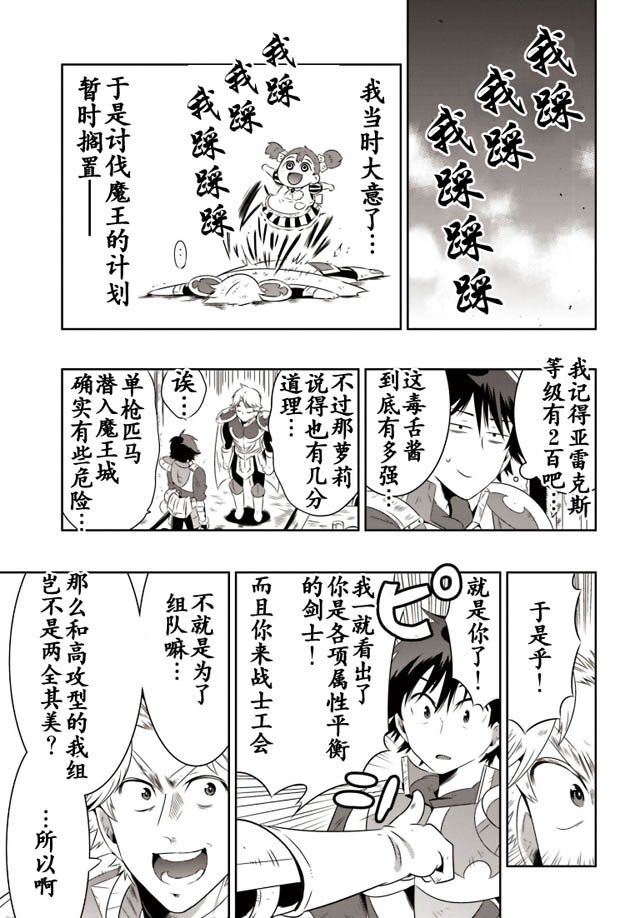 我踩
我踩
我踩踩踩
我当时大意了…
我踩
我踩
我踩踩踩
…
于是讨伐魔王的计划
暂时搁置——
我记得亚雷克斯
等级有2百吧…
这毒舌酱
到底有多
强…
不过那萝莉
说得也有几分
道理…
诶…
单枪匹马
潜入魔王城
确实有些危险…
于是乎！
就是你了！
ピ
我一就看出了
你是各项属性平衡
的剑士！
而且你来战士工会
不就是为了
组队嘛…
那么和高攻型的我组
岂不是两全其美？
…所以啊